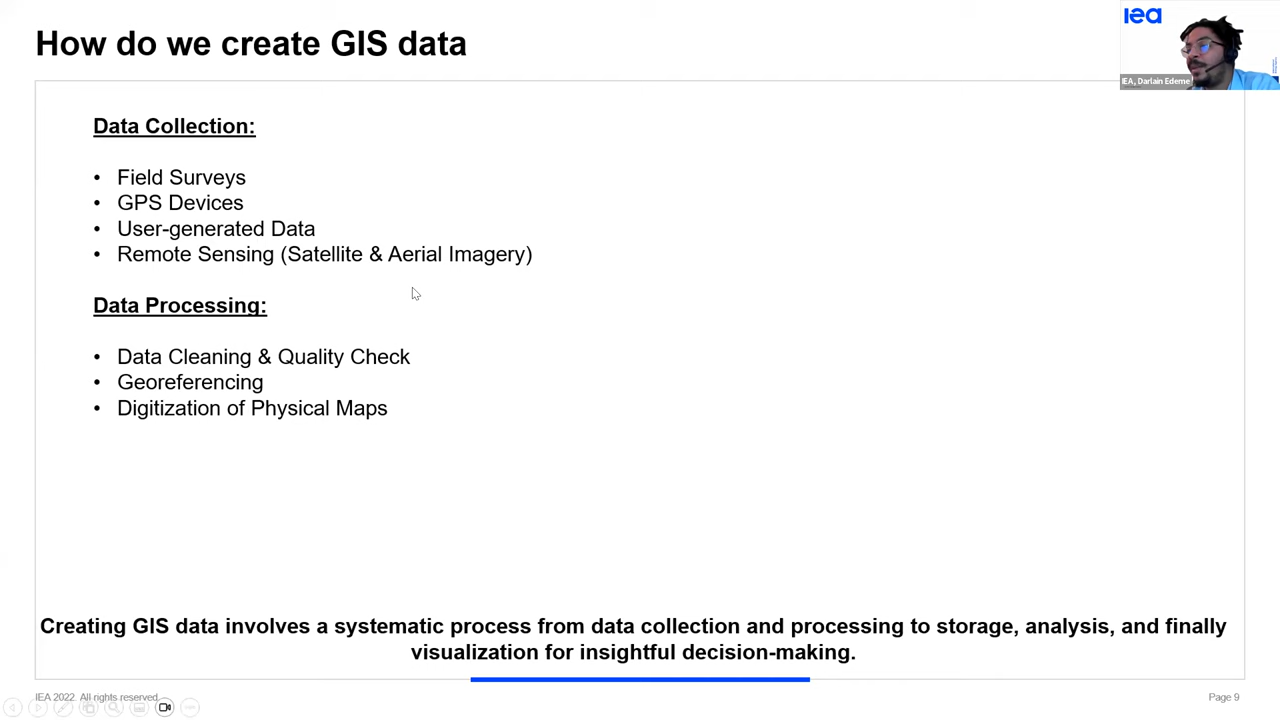 How do we create GIS data
iea
IEA, Darlain Edeme
Data Collection:
• Field Surveys
• GPS Devices
• User-generated Data
• Remote Sensing (Satellite & Aerial Imagery)
Data Processing:
• Data Cleaning & Quality Check
• Georeferencing
• Digitization of Physical Maps
Creating GIS data involves a systematic process from data collection and processing to storage, analysis, and finally
visualization for insightful decision-making.
IEA 2022. All rights reserved.
Page 9